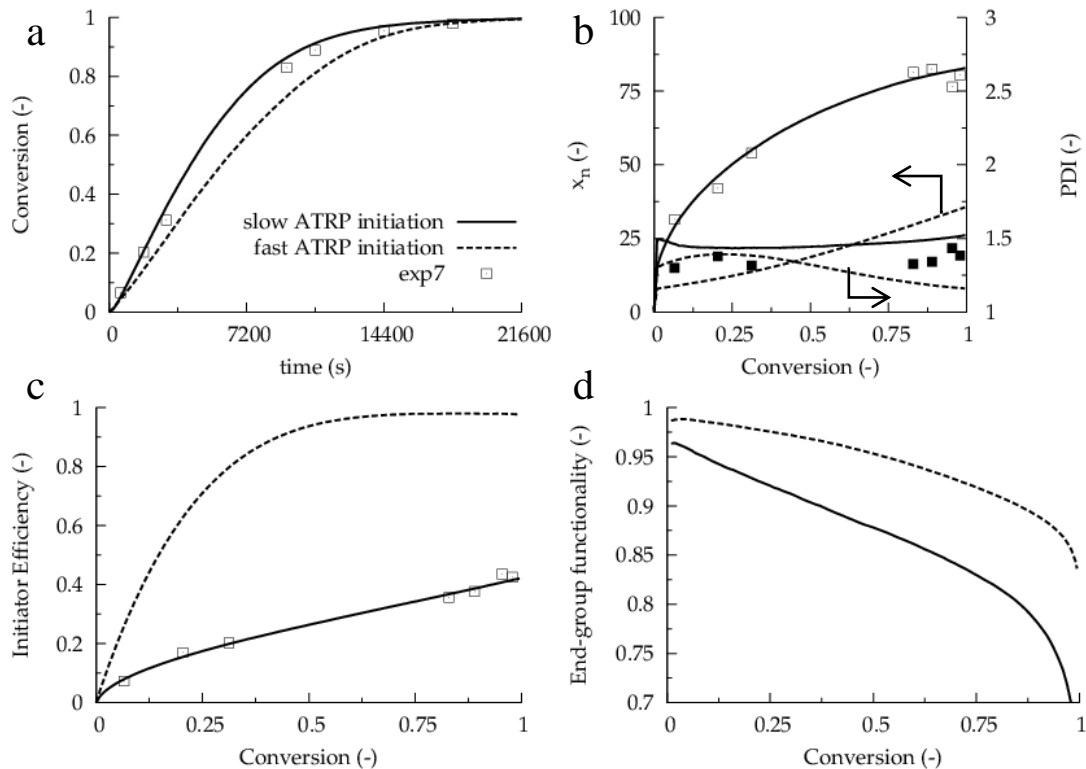 a
1
0.8
0.6
0.4
0.2
0
Conversion (-)
slow ATRP initiation
fast ATRP initiation
exp7
0 7200 14400 21600
time (s)
b
100
75
50
25
0
xn (-)
3
2.5
2
1.5
1
PDI (-)
0 0.25 0.5 0.75 1
Conversion (-)
c
1
0.8
0.6
0.4
0.2
0
Initiator Efficiency (-)
0 0.25 0.5 0.75 1
Conversion (-)
d
1
0.95
0.9
0.85
0.8
0.75
0.7
End-group functionality (-)
0 0.25 0.5 0.75 1
Conversion (-)